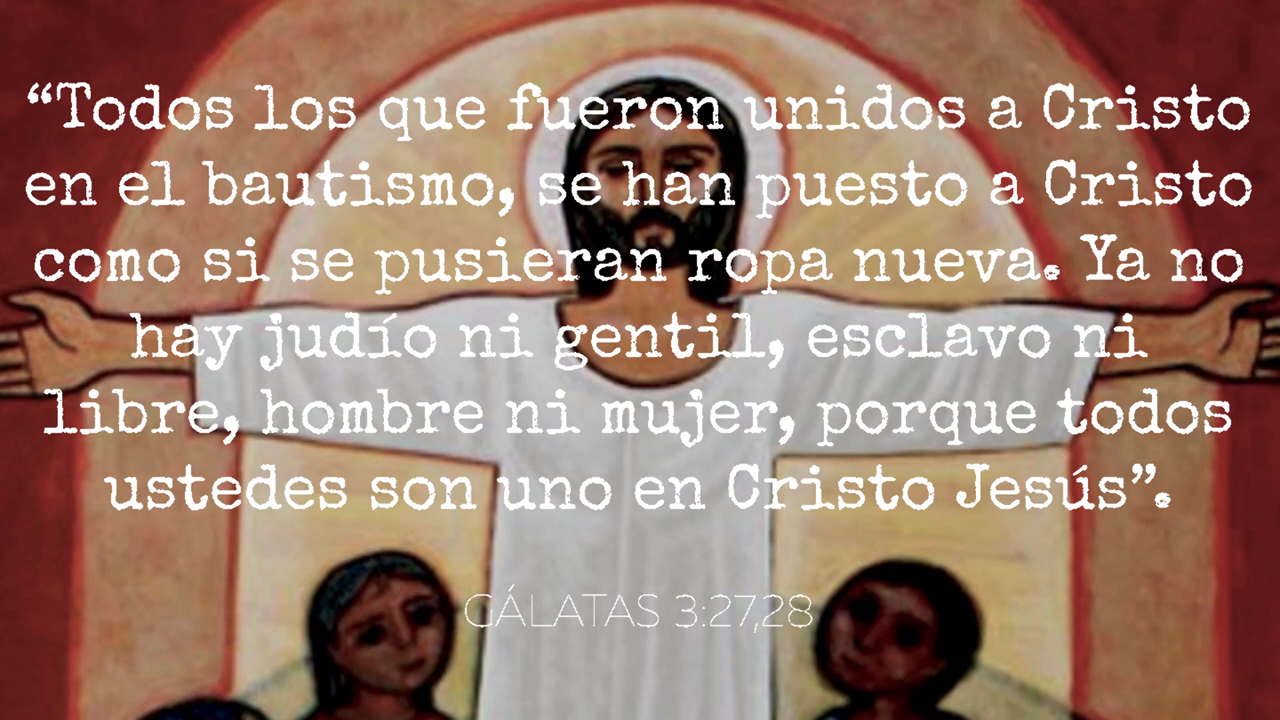 “Todos los que fueron unidos a Cristo
en el bautismo, se han puesto a Cristo
como si se pusieran ropa nueva. Ya no
hay judío ni gentil, esclavo ni
libre, hombre ni mujer, porque todos
ustedes son uno en Cristo Jesús”.
GÁLATAS 3:27,28